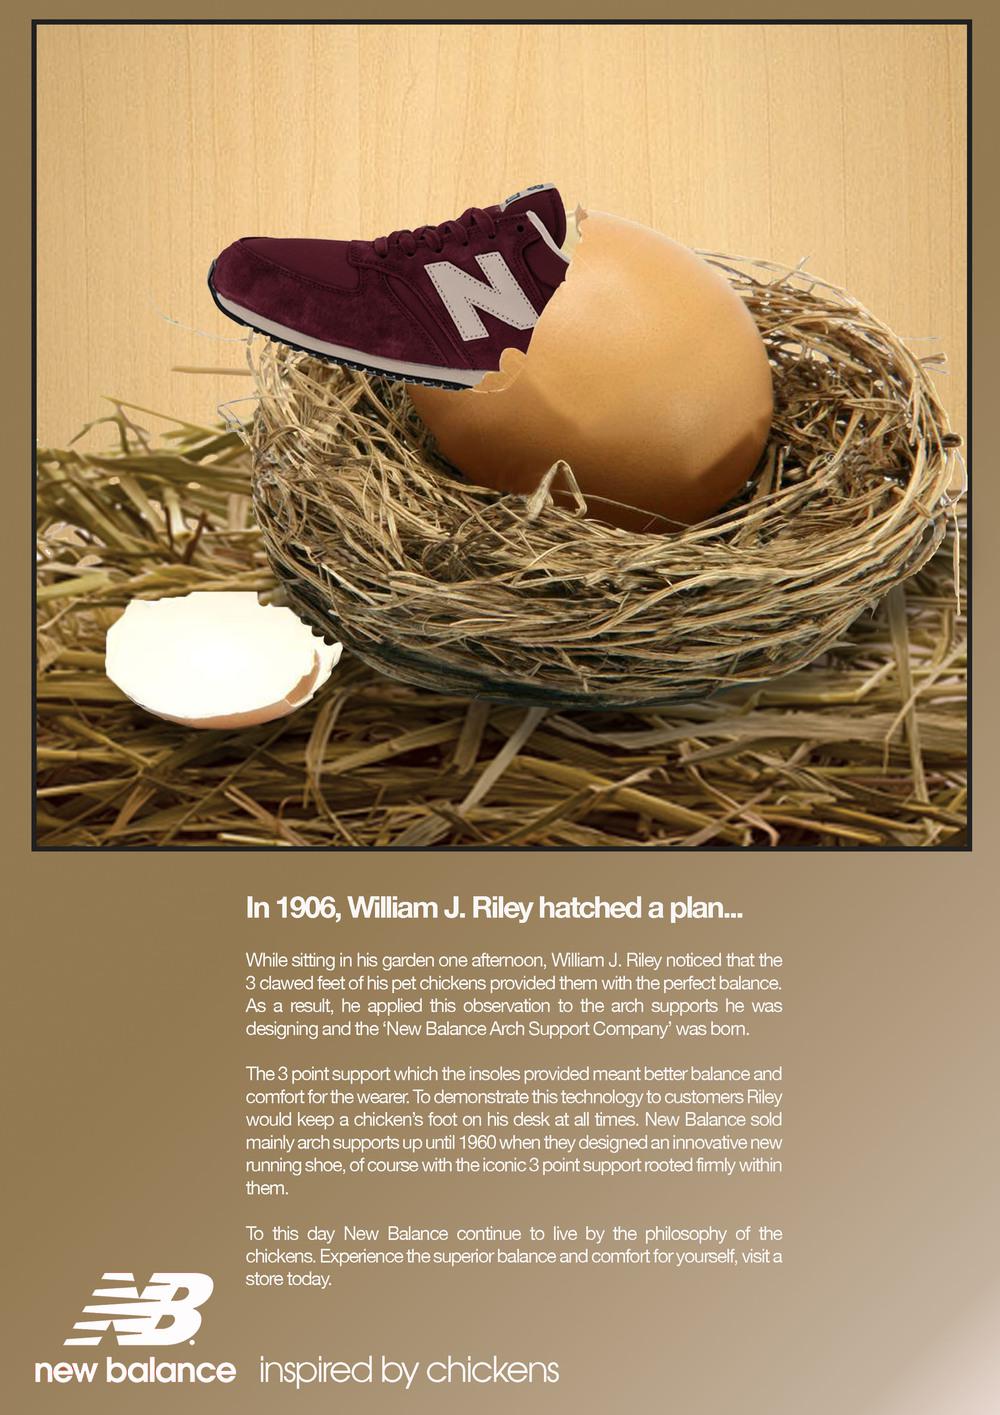 N
In 1906, William J. Riley hatched a plan...
While sitting in his garden one afternoon, William J. Riley noticed that the
3 clawed feet of his pet chickens provided them with the perfect balance.
As a result, he applied this observation to the arch supports he was
designing and the ‘New Balance Arch Support Company’ was born.
The 3 point support which the insoles provided meant better balance and
comfort for the wearer. To demonstrate this technology to customers Riley
would keep a chicken’s foot on his desk at all times. New Balance sold
mainly arch supports up until 1960 when they designed an innovative new
running shoe, of course with the iconic 3 point support rooted firmly within
them.
To this day New Balance continue to live by the philosophy of the
chickens. Experience the superior balance and comfort for yourself, visit a
store today.
NB
new balance inspired by chickens